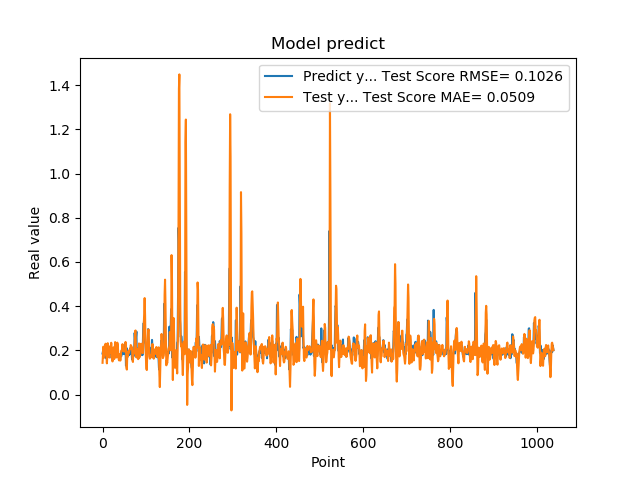 Model predict
Predict y... Test Score RMSE= 0.1026
Test y... Test Score MAE= 0.0509
Real value
1.4
1.2
1.0
0.8
0.6
0.4
0.2
0.0
0 200 400 600 800 1000
Point